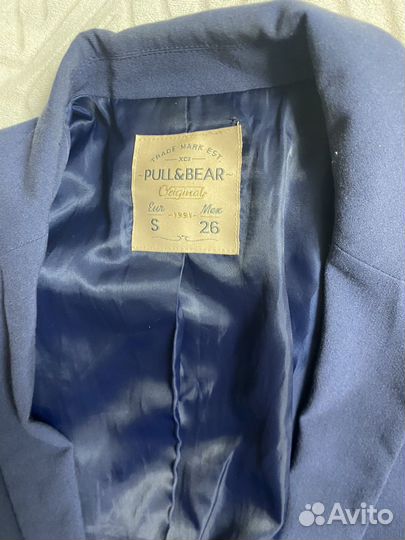 TRADE MARK EST.
XCI
PULL&BEAR
Original
Eur 1991 Mex
S 26
Avito